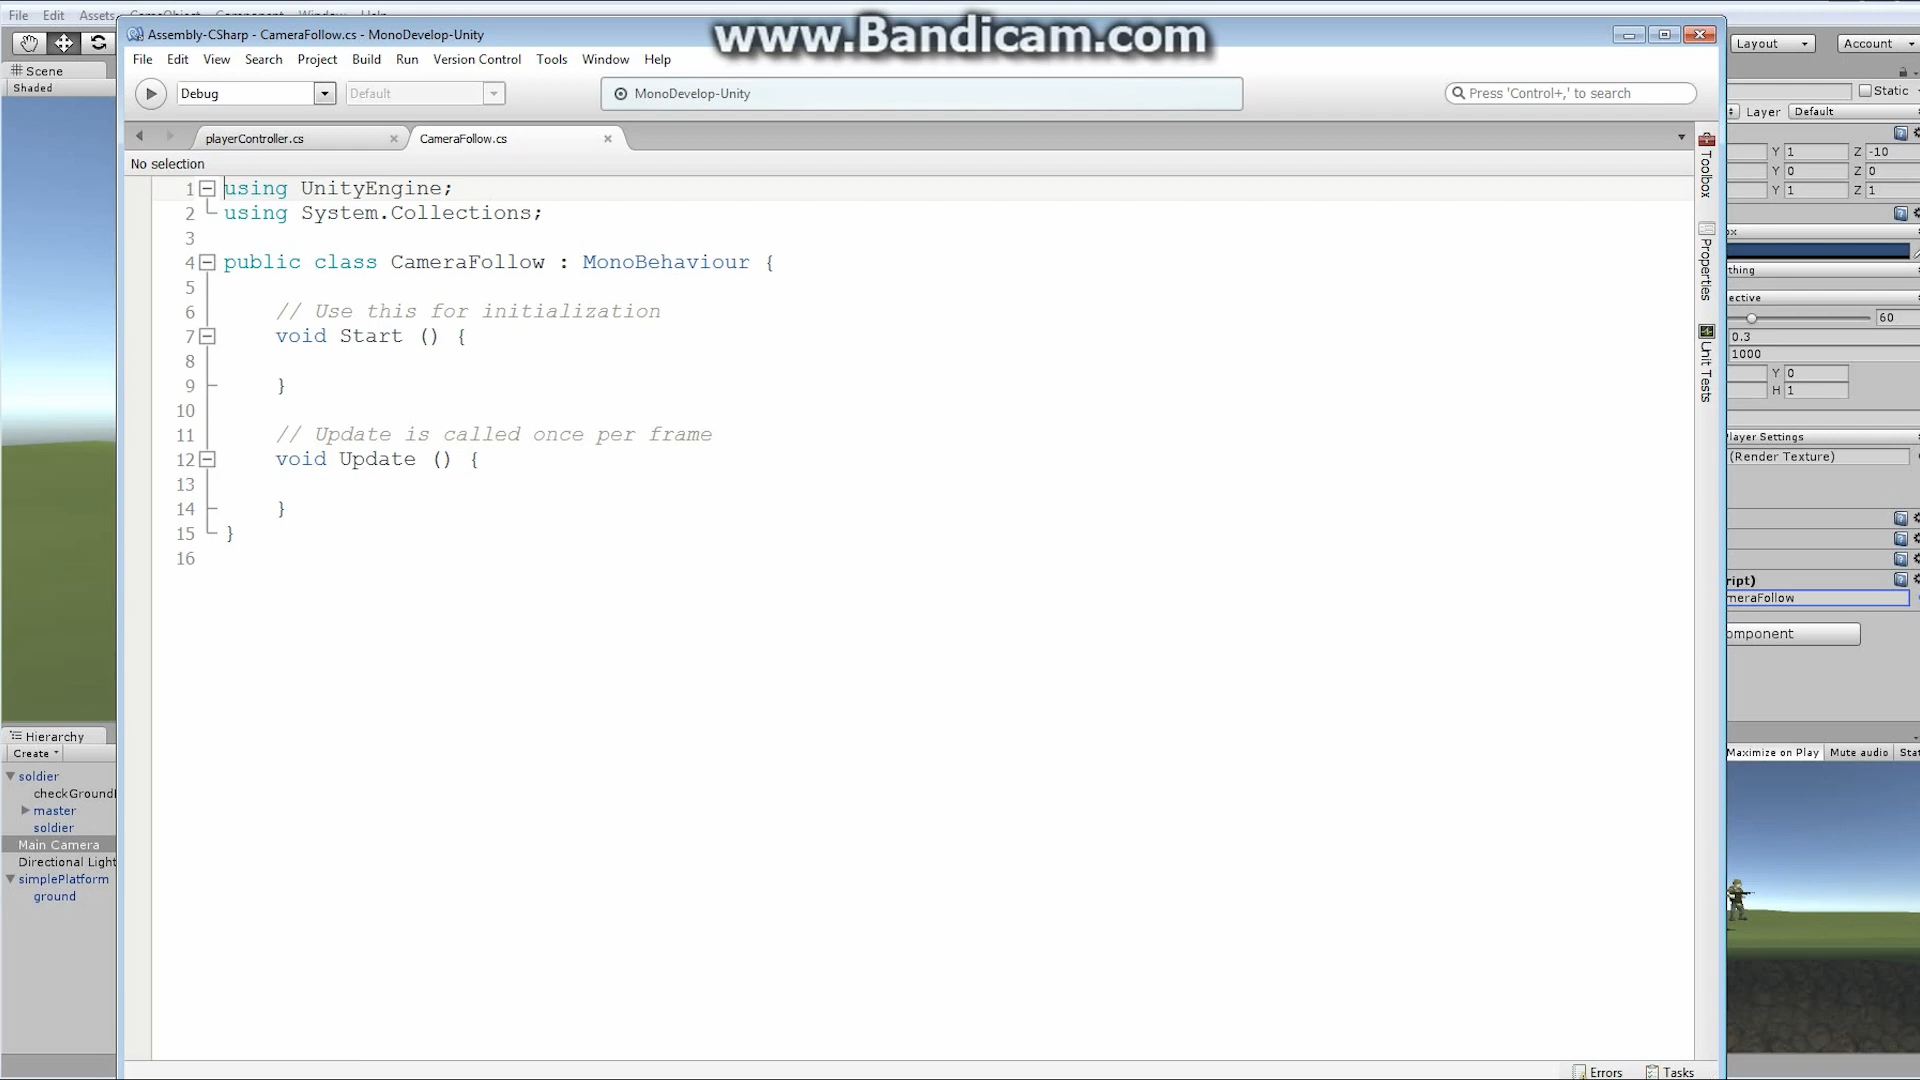 File Edit Assets GameObject Component Window Help
www.Bandicam.com
Assembly-CSharp - CameraFollow.cs - MonoDevelop-Unity
File Edit View Search Project Build Run Version Control Tools Window Help
Layout Account
Scene
Shaded
Debug Default MonoDevelop-Unity Press 'Control+,' to search
Static
Layer Default
playerController.cs CameraFollow.cs
No selection
1 using UnityEngine;
2 using System.Collections;
3
4 public class CameraFollow : MonoBehaviour {
5
6 // Use this for initialization
7 void Start () {
8
9 }
10
11 // Update is called once per frame
12 void Update () {
13
14 }
15 }
16
Toolbox
Properties
Unit Tests
Y 1 Z -10
Y 0 Z 0
Y 1 Z 1
ox
thing
ective
60
0.3
1000
Y 0
H 1
layer Settings
(Render Texture)
ript)
meraFollow
omponent
Hierarchy
Create
soldier
checkGround
master
soldier
Main Camera
Directional Light
simplePlatform
ground
Maximize on Play Mute audio Stat
Errors Tasks